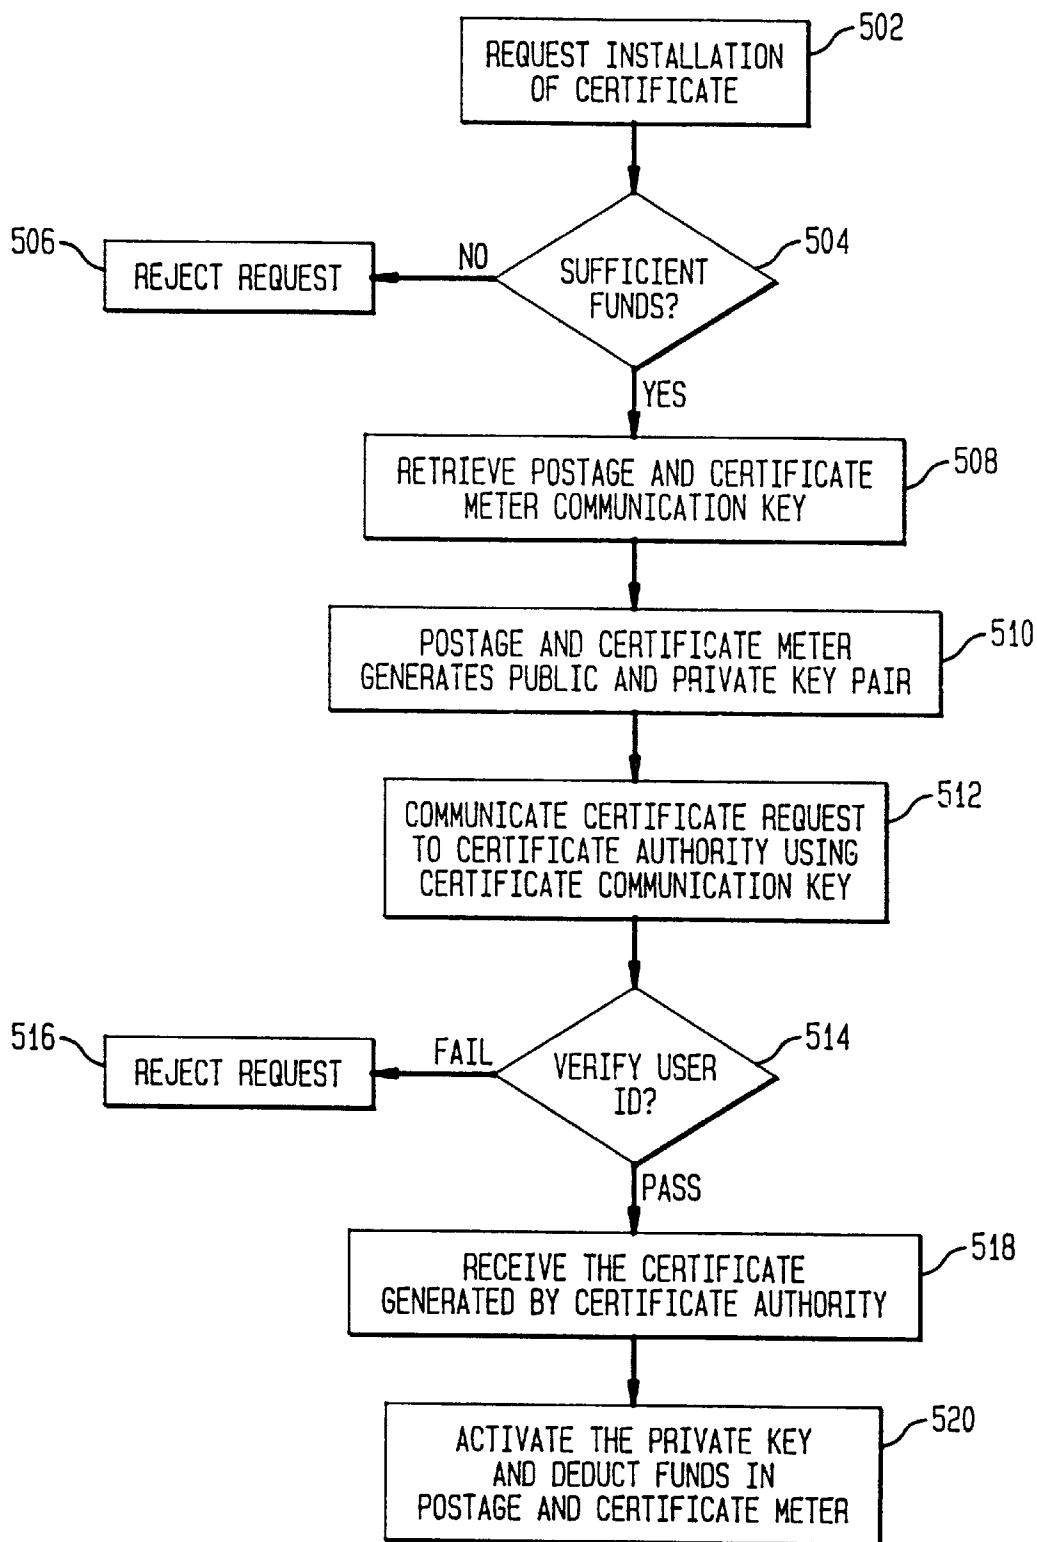 502
REQUEST INSTALLATION
OF CERTIFICATE
506
REJECT REQUEST
NO
504
SUFFICIENT
FUNDS?
YES
508
RETRIEVE POSTAGE AND CERTIFICATE
METER COMMUNICATION KEY
510
POSTAGE AND CERTIFICATE METER
GENERATES PUBLIC AND PRIVATE KEY PAIR
512
COMMUNICATE CERTIFICATE REQUEST
TO CERTIFICATE AUTHORITY USING
CERTIFICATE COMMUNICATION KEY
516
REJECT REQUEST
FAIL
514
VERIFY USER
ID?
PASS
518
RECEIVE THE CERTIFICATE
GENERATED BY CERTIFICATE AUTHORITY
520
ACTIVATE THE PRIVATE KEY
AND DEDUCT FUNDS IN
POSTAGE AND CERTIFICATE METER